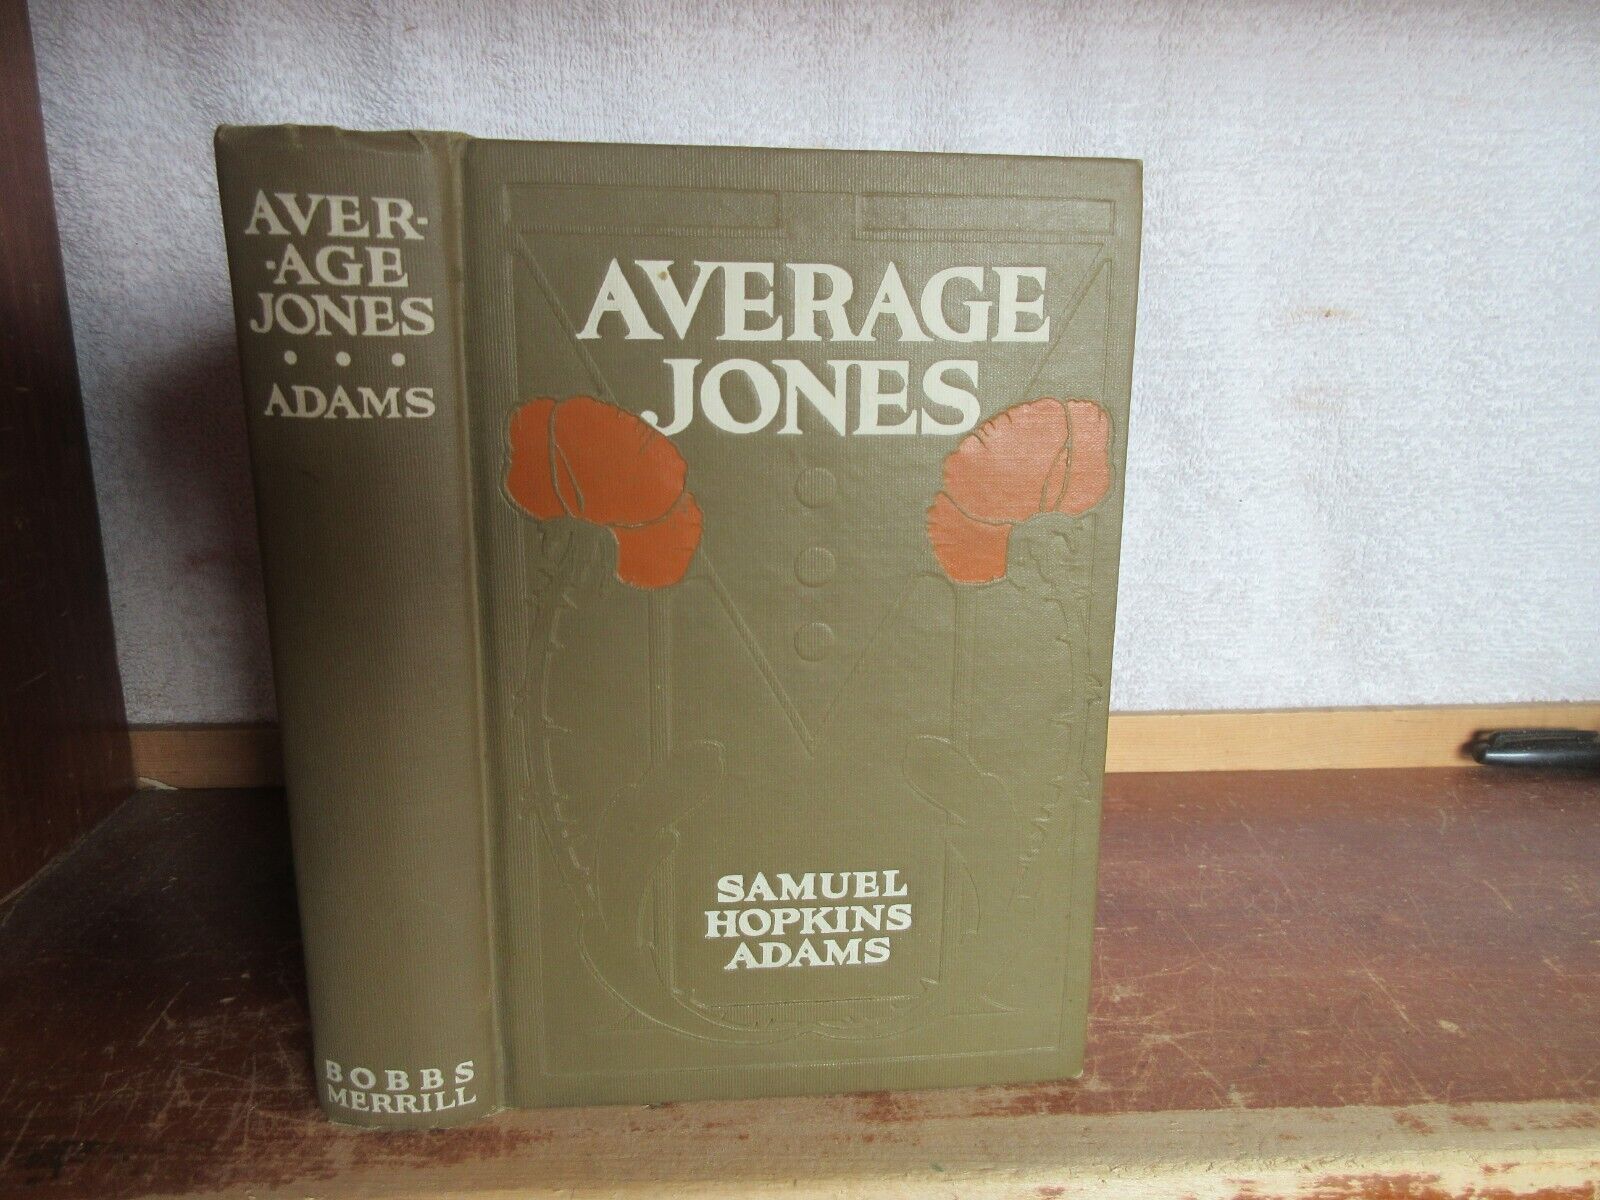 AVER-
-AGE
JONES
• • •
ADAMS
BOBBS
MERRILL
AVERAGE
JONES
SAMUEL
HOPKINS
ADAMS